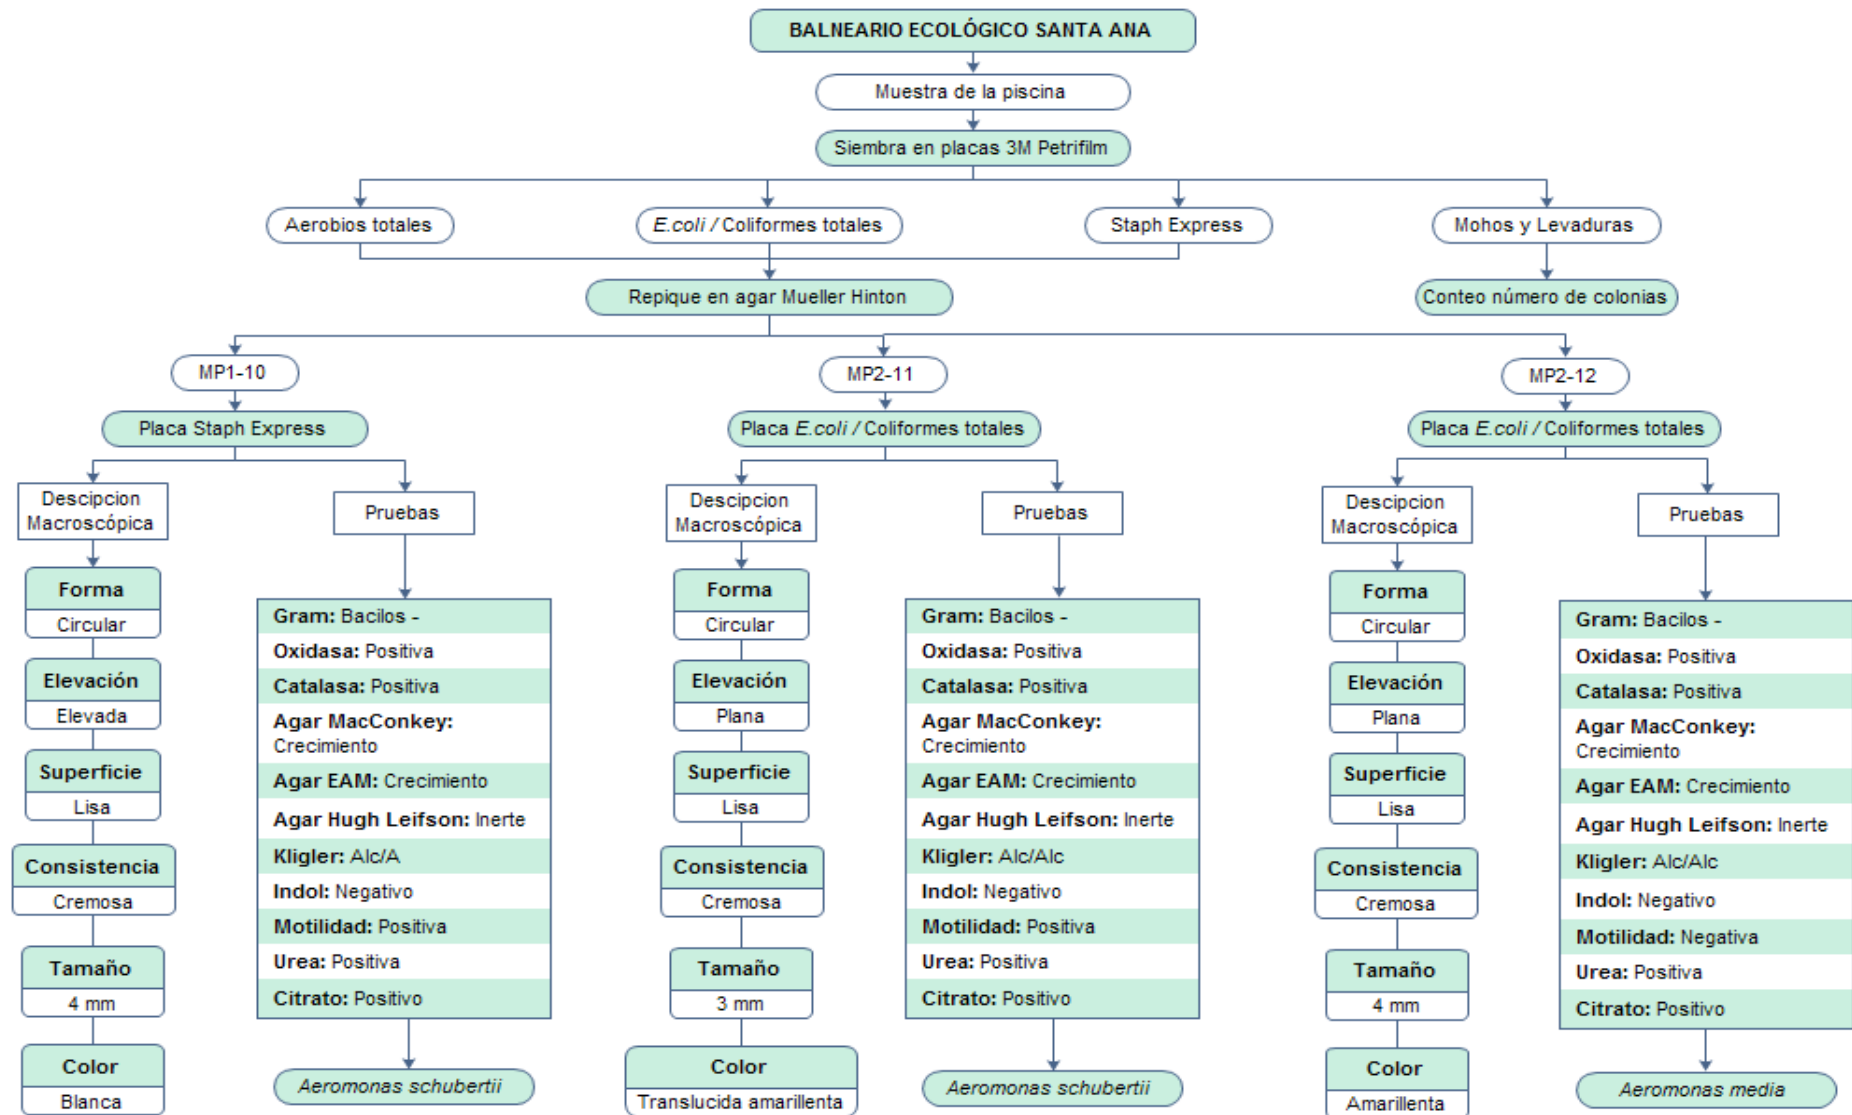 BALNEARIO ECOLÓGICO SANTA ANA
Muestra de la piscina
Siembra en placas 3M Petrifilm
Aerobios totales
E.coli / Coliformes totales
Staph Express
Mohos y Levaduras
Repique en agar Mueller Hinton
Conteo número de colonias
MP1-10
Placa Staph Express
Descipcion
Macroscópica
Forma
Circular
Elevación
Elevada
Superficie
Lisa
Consistencia
Cremosa
Tamaño
4 mm
Color
Blanca
Pruebas
Gram: Bacilos -
Oxidasa: Positiva
Catalasa: Positiva
Agar MacConkey:
Crecimiento
Agar EAM: Crecimiento
Agar Hugh Leifson: Inerte
Kligler: Alc/A
Indol: Negativo
Motilidad: Positiva
Urea: Positiva
Citrato: Positivo
Aeromonas schubertii
MP2-11
Placa E.coli / Coliformes totales
Descipcion
Macroscópica
Forma
Circular
Elevación
Plana
Superficie
Lisa
Consistencia
Cremosa
Tamaño
3 mm
Color
Translucida amarillenta
Pruebas
Gram: Bacilos -
Oxidasa: Positiva
Catalasa: Positiva
Agar MacConkey:
Crecimiento
Agar EAM: Crecimiento
Agar Hugh Leifson: Inerte
Kligler: Alc/Alc
Indol: Negativo
Motilidad: Positiva
Urea: Positiva
Citrato: Positivo
Aeromonas schubertii
MP2-12
Placa E.coli / Coliformes totales
Descipcion
Macroscópica
Forma
Circular
Elevación
Plana
Superficie
Lisa
Consistencia
Cremosa
Tamaño
4 mm
Color
Amarillenta
Pruebas
Gram: Bacilos -
Oxidasa: Positiva
Catalasa: Positiva
Agar MacConkey:
Crecimiento
Agar EAM: Crecimiento
Agar Hugh Leifson: Inerte
Kligler: Alc/Alc
Indol: Negativo
Motilidad: Negativa
Urea: Positiva
Citrato: Positivo
Aeromonas media